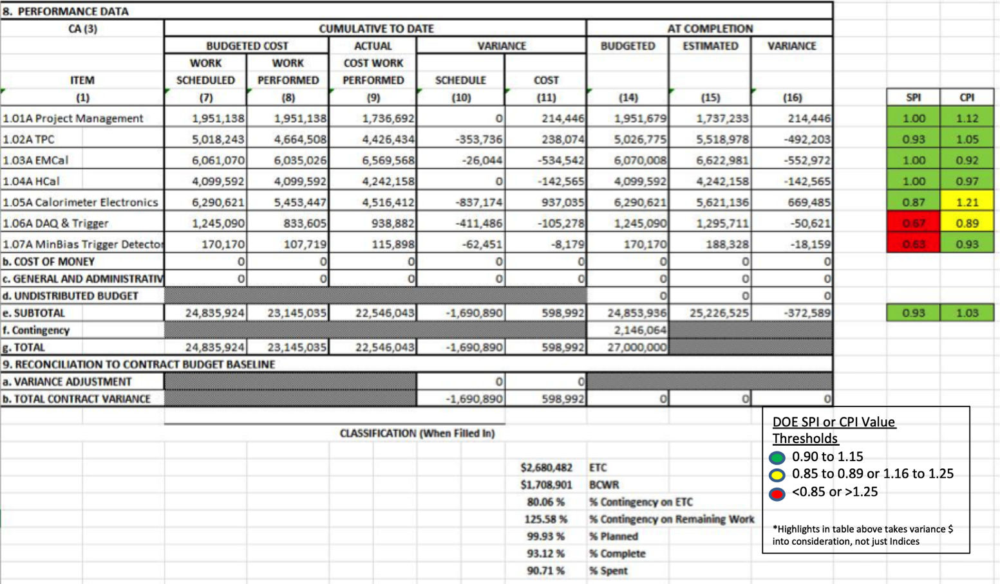 8. PERFORMANCE DATA
CA (3) CUMULATIVE TO DATE AT COMPLETION
BUDGETED COST ACTUAL VARIANCE BUDGETED ESTIMATED VARIANCE
WORK WORK COST WORK
ITEM SCHEDULED PERFORMED PERFORMED SCHEDULE COST
(1) (7) (8) (9) (10) (11) (14) (15) (16) SPI CPI
1.01A Project Management 1,951,138 1,951,138 1,736,692 0 214,446 1,951,679 1,737,233 214,446 1.00 1.12
1.02A TPC 5,018,243 4,664,508 4,426,434 -353,736 238,074 5,026,775 5,518,978 -492,203 0.93 1.05
1.03A EMCal 6,061,070 6,035,026 6,569,568 -26,044 -534,542 6,070,008 6,622,981 -552,972 1.00 0.92
1.04A HCal 4,099,592 4,099,592 4,242,158 0 -142,565 4,099,592 4,242,158 -142,565 1.00 0.97
1.05A Calorimeter Electronics 6,290,621 5,453,447 4,516,412 -837,174 937,035 6,290,621 5,621,136 669,485 0.87 1.21
1.06A DAQ & Trigger 1,245,090 833,605 938,882 -411,486 -105,278 1,245,090 1,295,711 -50,621 0.67 0.89
1.07A MinBias Trigger Detector 170,170 107,719 115,898 -62,451 -8,179 170,170 188,328 -18,159 0.63 0.93
b. COST OF MONEY 0 0 0 0 0 0 0 0
c. GENERAL AND ADMINISTRATIV 0 0 0 0 0 0 0 0
d. UNDISTRIBUTED BUDGET 0 0 0
e. SUBTOTAL 24,835,924 23,145,035 22,546,043 -1,690,890 598,992 24,853,936 25,226,525 -372,589 0.93 1.03
f. Contingency 2,146,064
g. TOTAL 24,835,924 23,145,035 22,546,043 -1,690,890 598,992 27,000,000
9. RECONCILIATION TO CONTRACT BUDGET BASELINE
a. VARIANCE ADJUSTMENT 0 0
b. TOTAL CONTRACT VARIANCE -1,690,890 598,992 0 0 0
CLASSIFICATION (When Filled In)
$2,680,482 ETC
$1,708,901 BCWR
80.06 % % Contingency on ETC
125.58 % % Contingency on Remaining Work
99.93 % % Planned
93.12 % % Complete
90.71 % % Spent
DOE SPI or CPI Value
Thresholds
0.90 to 1.15
0.85 to 0.89 or 1.16 to 1.25
<0.85 or >1.25
*Highlights in table above takes variance $
into consideration, not just Indices